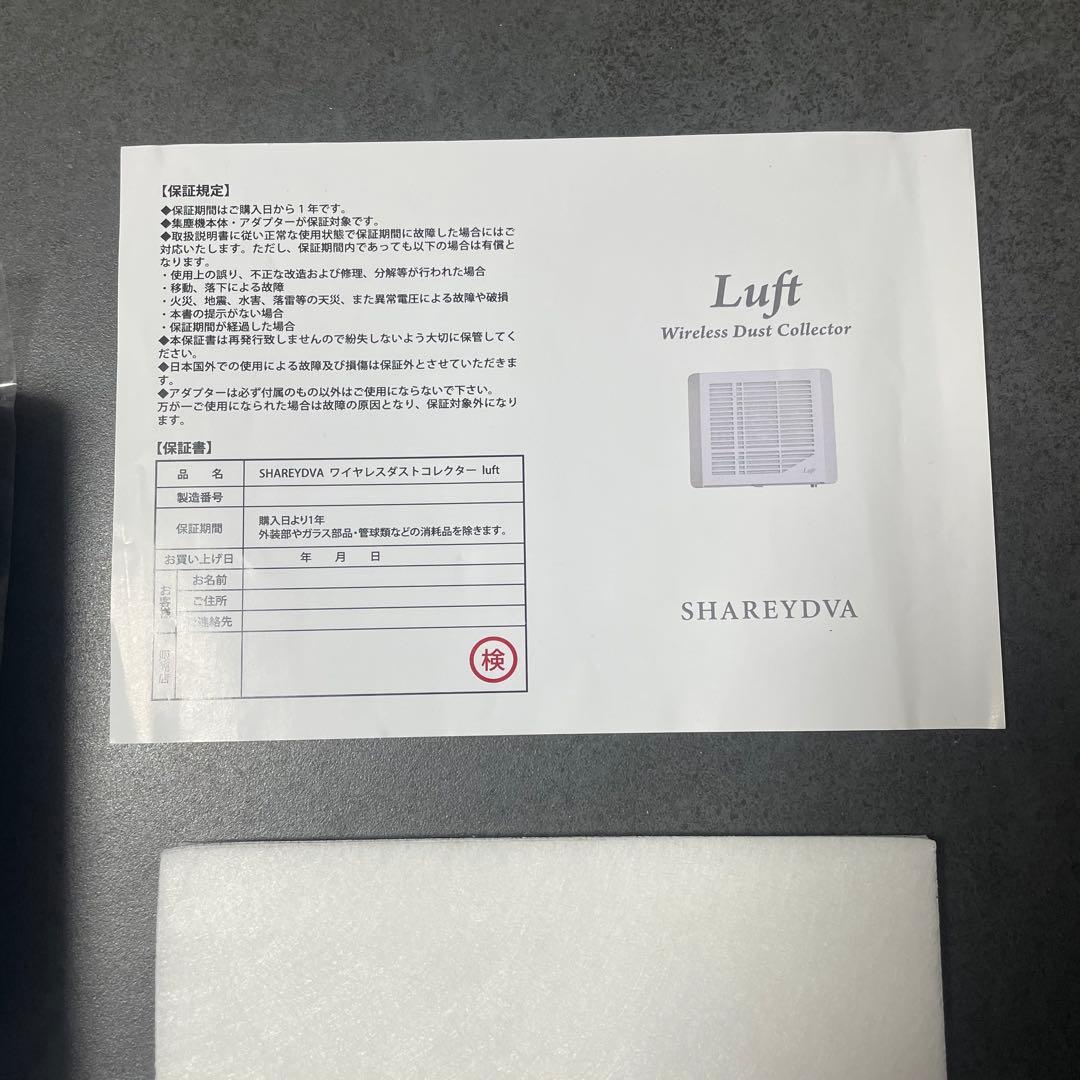 【保証規定】
◆保証期間はご購入日から1年です。
◆集塵機本体・アダプターが保証対象です。
◆取扱説明書に従い正常な使用状態で保証期間に故障した場合にはご
対応いたします。ただし、保証期間内であっても以下の場合は有償と
なります。
・使用上の誤り、不正な改造および修理、分解等が行われた場合
・移動、落下による故障
・火災、地震、水害、落雷等の天災、また異常電圧による故障や破損
・本書の提示がない場合
・保証期間が経過した場合
◆本保証書は再発行致しませんので紛失しないよう大切に保管してく
ださい。
◆日本国外での使用による故障及び損傷は保証外とさせていただきま
す。
◆アダプターは必ず付属のもの以外はご使用にならないで下さい。
万が一ご使用になられた場合は故障の原因となり、保証対象外になり
ます。
【保証書】
品 名 SHAREYDVA ワイヤレスダストコレクター luft
製造番号
保証期間 購入日より1年
外装部やガラス部品・管球類などの消耗品を除きます。
お買い上げ日 年 月 日
お客様
お名前
ご住所
ご連絡先
販売店
検
Luft
Wireless Dust Collector
Luft
SHAREYDVA